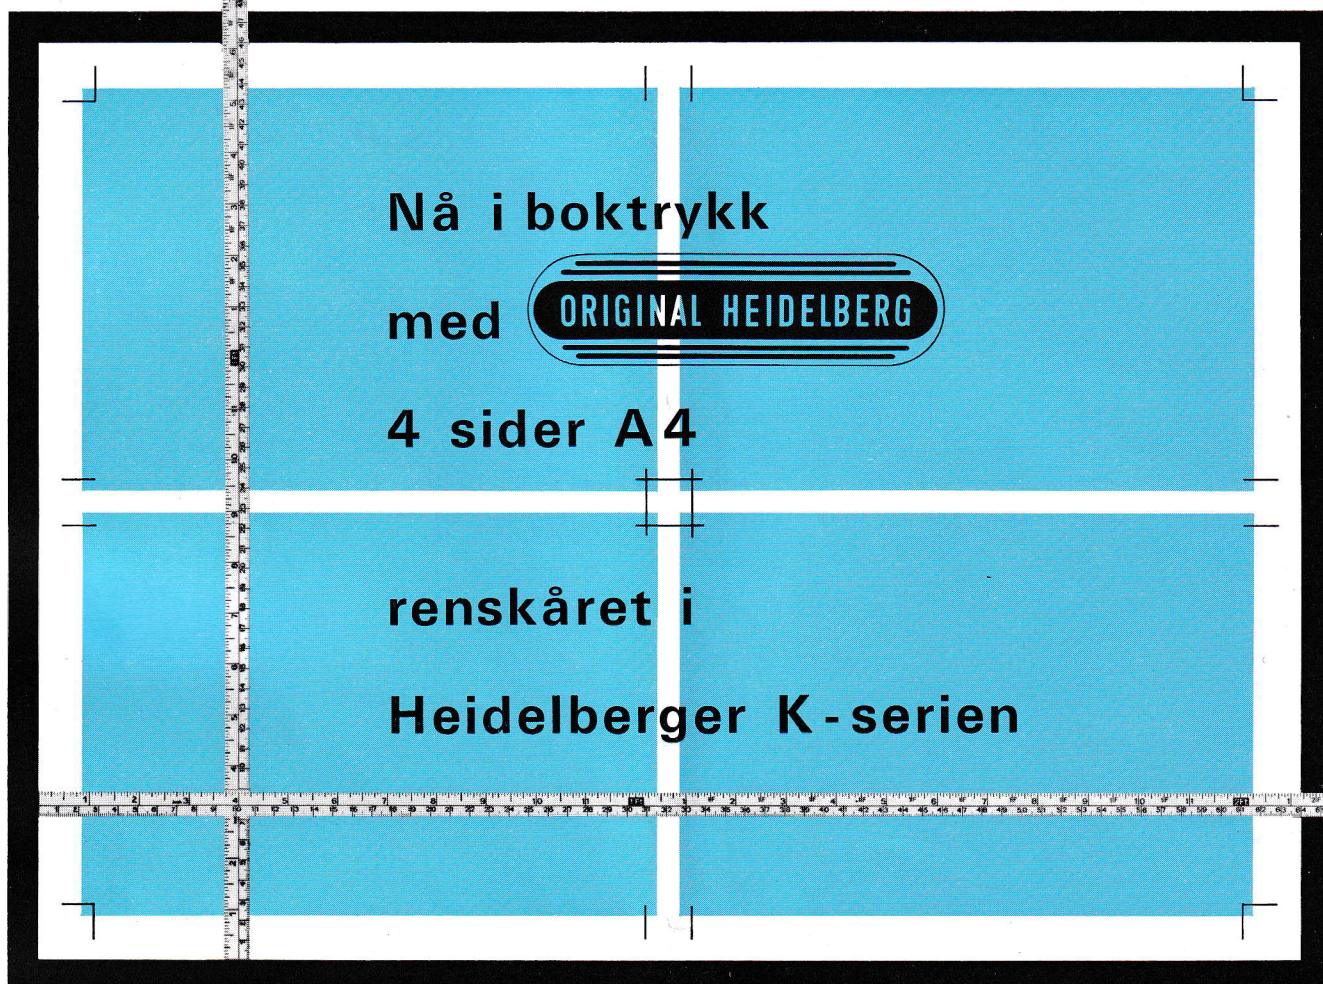 Nå i boktrykk
med ORIGINAL HEIDELBERG
4 sider A4
renskåret i
Heidelberger K-serien